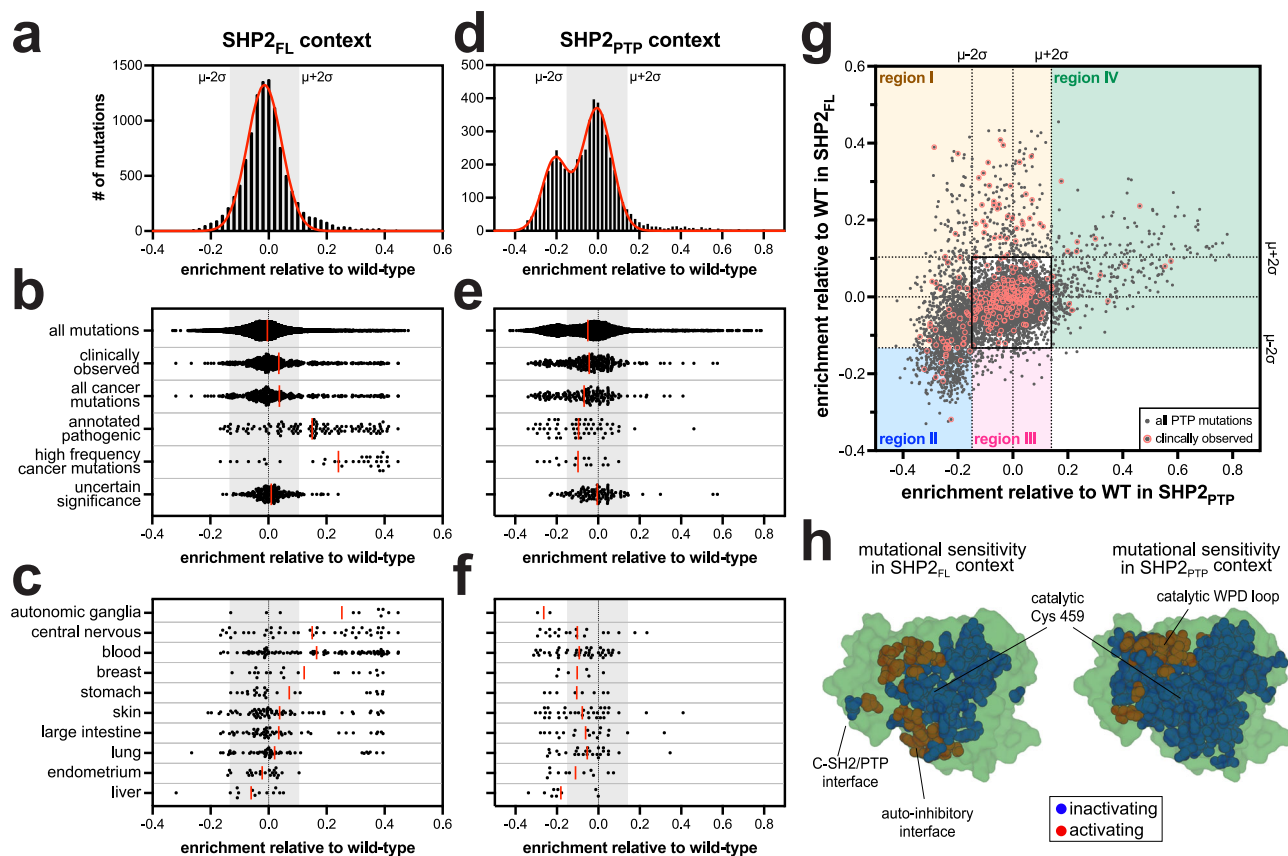 a
SHP2FL context
μ-2σ
μ+2σ
1500
1000
500
0
# of mutations
-0.4 -0.2 0.0 0.2 0.4 0.6
enrichment relative to wild-type
b
all mutations
clinically
observed
all cancer
mutations
annotated
pathogenic
high frequency
cancer mutations
uncertain
significance
-0.4 -0.2 0.0 0.2 0.4 0.6
enrichment relative to wild-type
c
autonomic ganglia
central nervous
blood
breast
stomach
skin
large intestine
lung
endometrium
liver
-0.4 -0.2 0.0 0.2 0.4 0.6
enrichment relative to wild-type
d
SHP2PTP context
μ-2σ
μ+2σ
500
400
300
200
100
0
-0.4 -0.2 0.0 0.2 0.4 0.6 0.8
enrichment relative to wild-type
e
-0.4 -0.2 0.0 0.2 0.4 0.6 0.8
enrichment relative to wild-type
f
-0.4 -0.2 0.0 0.2 0.4 0.6 0.8
enrichment relative to wild-type
g
μ-2σ
μ+2σ
region I
region IV
0.6
0.4
0.2
0.0
-0.2
-0.4
enrichment relative to WT in SHP2FL
μ+2σ
μ-2σ
region II
region III
all PTP mutations
clincally observed
-0.4 -0.2 0.0 0.2 0.4 0.6 0.8
enrichment relative to WT in SHP2PTP
h
mutational sensitivity
in SHP2FL context
mutational sensitivity
in SHP2PTP context
catalytic
Cys 459
catalytic WPD loop
C-SH2/PTP
interface
auto-inhibitory
interface
inactivating
activating